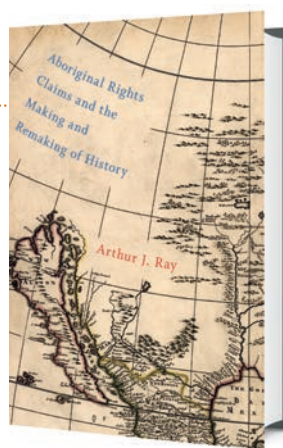 Aboriginal Rights
Claims and the
Making and
Remaking of History
Arthur J. Ray